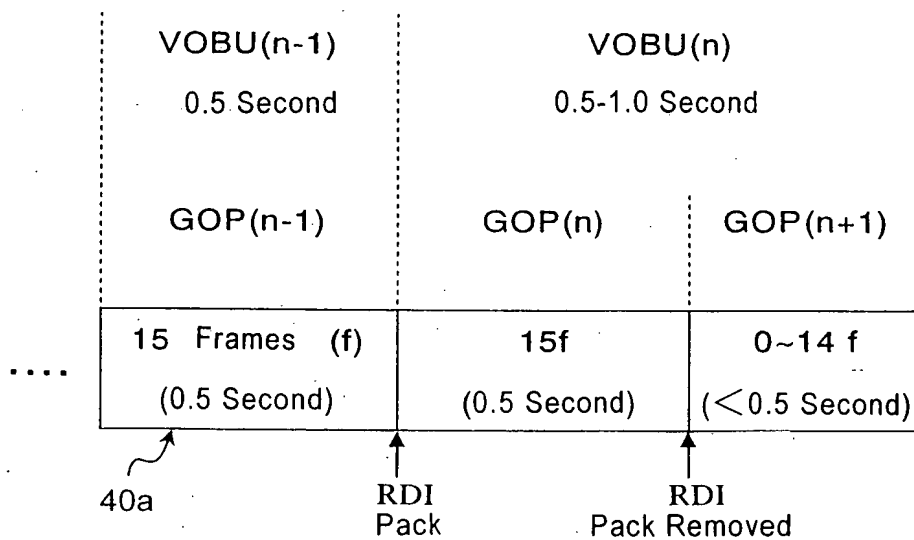 VOBU(n-1) VOBU(n)
0.5 Second 0.5-1.0 Second
GOP(n-1) GOP(n) GOP(n+1)
15 Frames (f) 15f 0~14 f
(0.5 Second) (0.5 Second) (<0.5 Second)
40a
RDI RDI
Pack Pack Removed